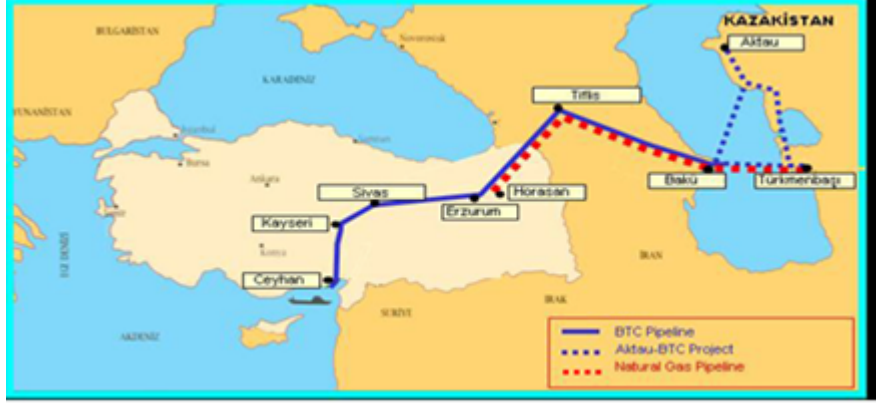 KAZAKİSTAN
Aktau
BULGARİSTAN
Novorossisk
KARADENİZ
Tiflis
YUNANİSTAN
İstanbul
Samsun
Bursa
Ankara
Sivas
Horasan
Bakü
Türkmenbaşı
İzmir
Erzurum
Kayseri
Konya
EGE DENİZİ
İRAN
Ceyhan
SURİYE
IRAK
AKDENİZ
BTC Pipeline
Aktau-BTC Project
Natural Gas Pipeline